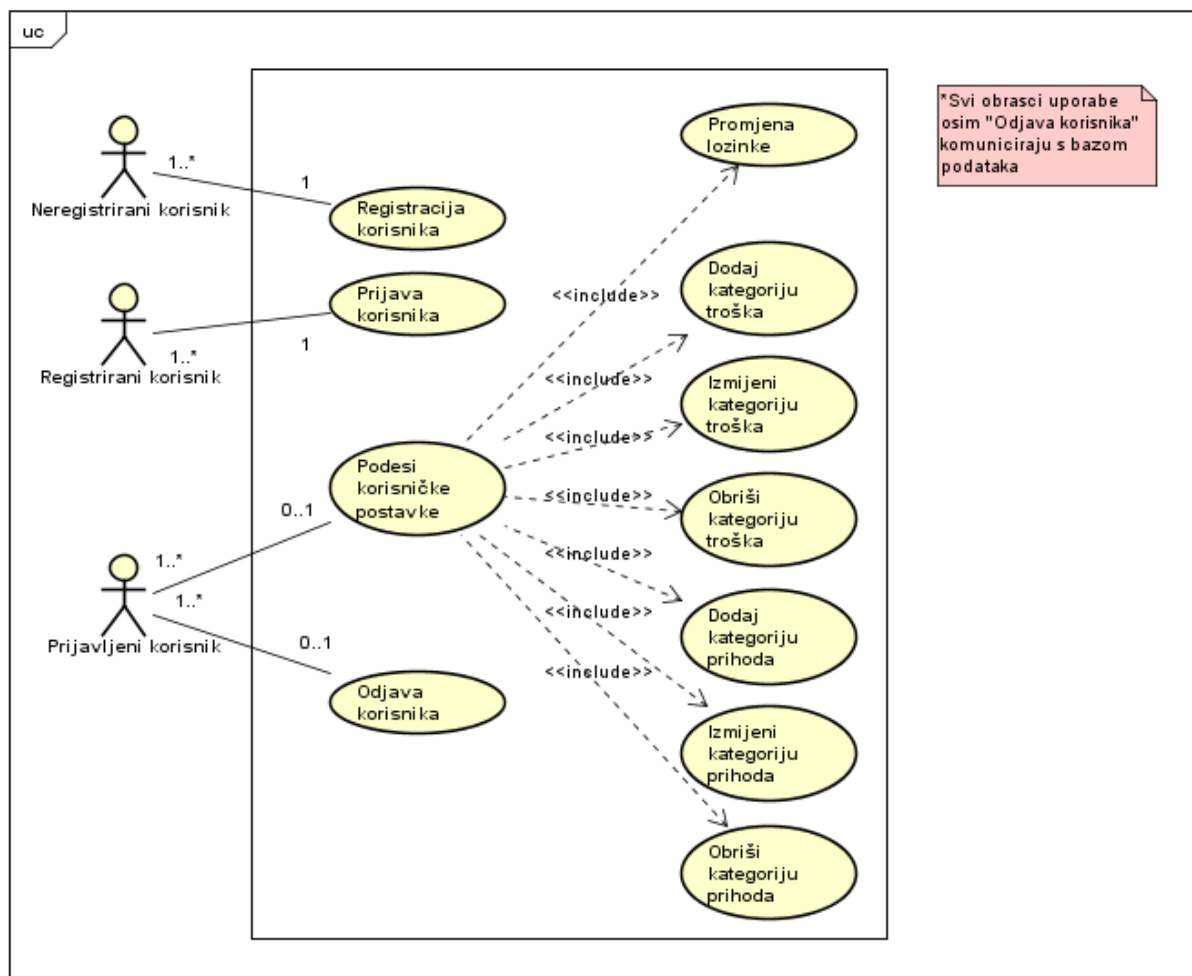 uc
*Svi obrasci uporabe
osim "Odjava korisnika"
komuniciraju s bazom
podataka
Neregistrirani korisnik
1..*
1
Registracija
korisnika
Registrirani korisnik
1..*
1
Prijava
korisnika
Prijavljeni korisnik
1..*
0..1
Podesi
korisničke
postavke
1..*
0..1
Odjava
korisnika
<<include>>
<<include>>
<<include>>
<<include>>
<<include>>
<<include>>
<<include>>
Promjena
lozinke
Dodaj
kategoriju
troška
Izmijeni
kategoriju
troška
Obriši
kategoriju
troška
Dodaj
kategoriju
prihoda
Izmijeni
kategoriju
prihoda
Obriši
kategoriju
prihoda